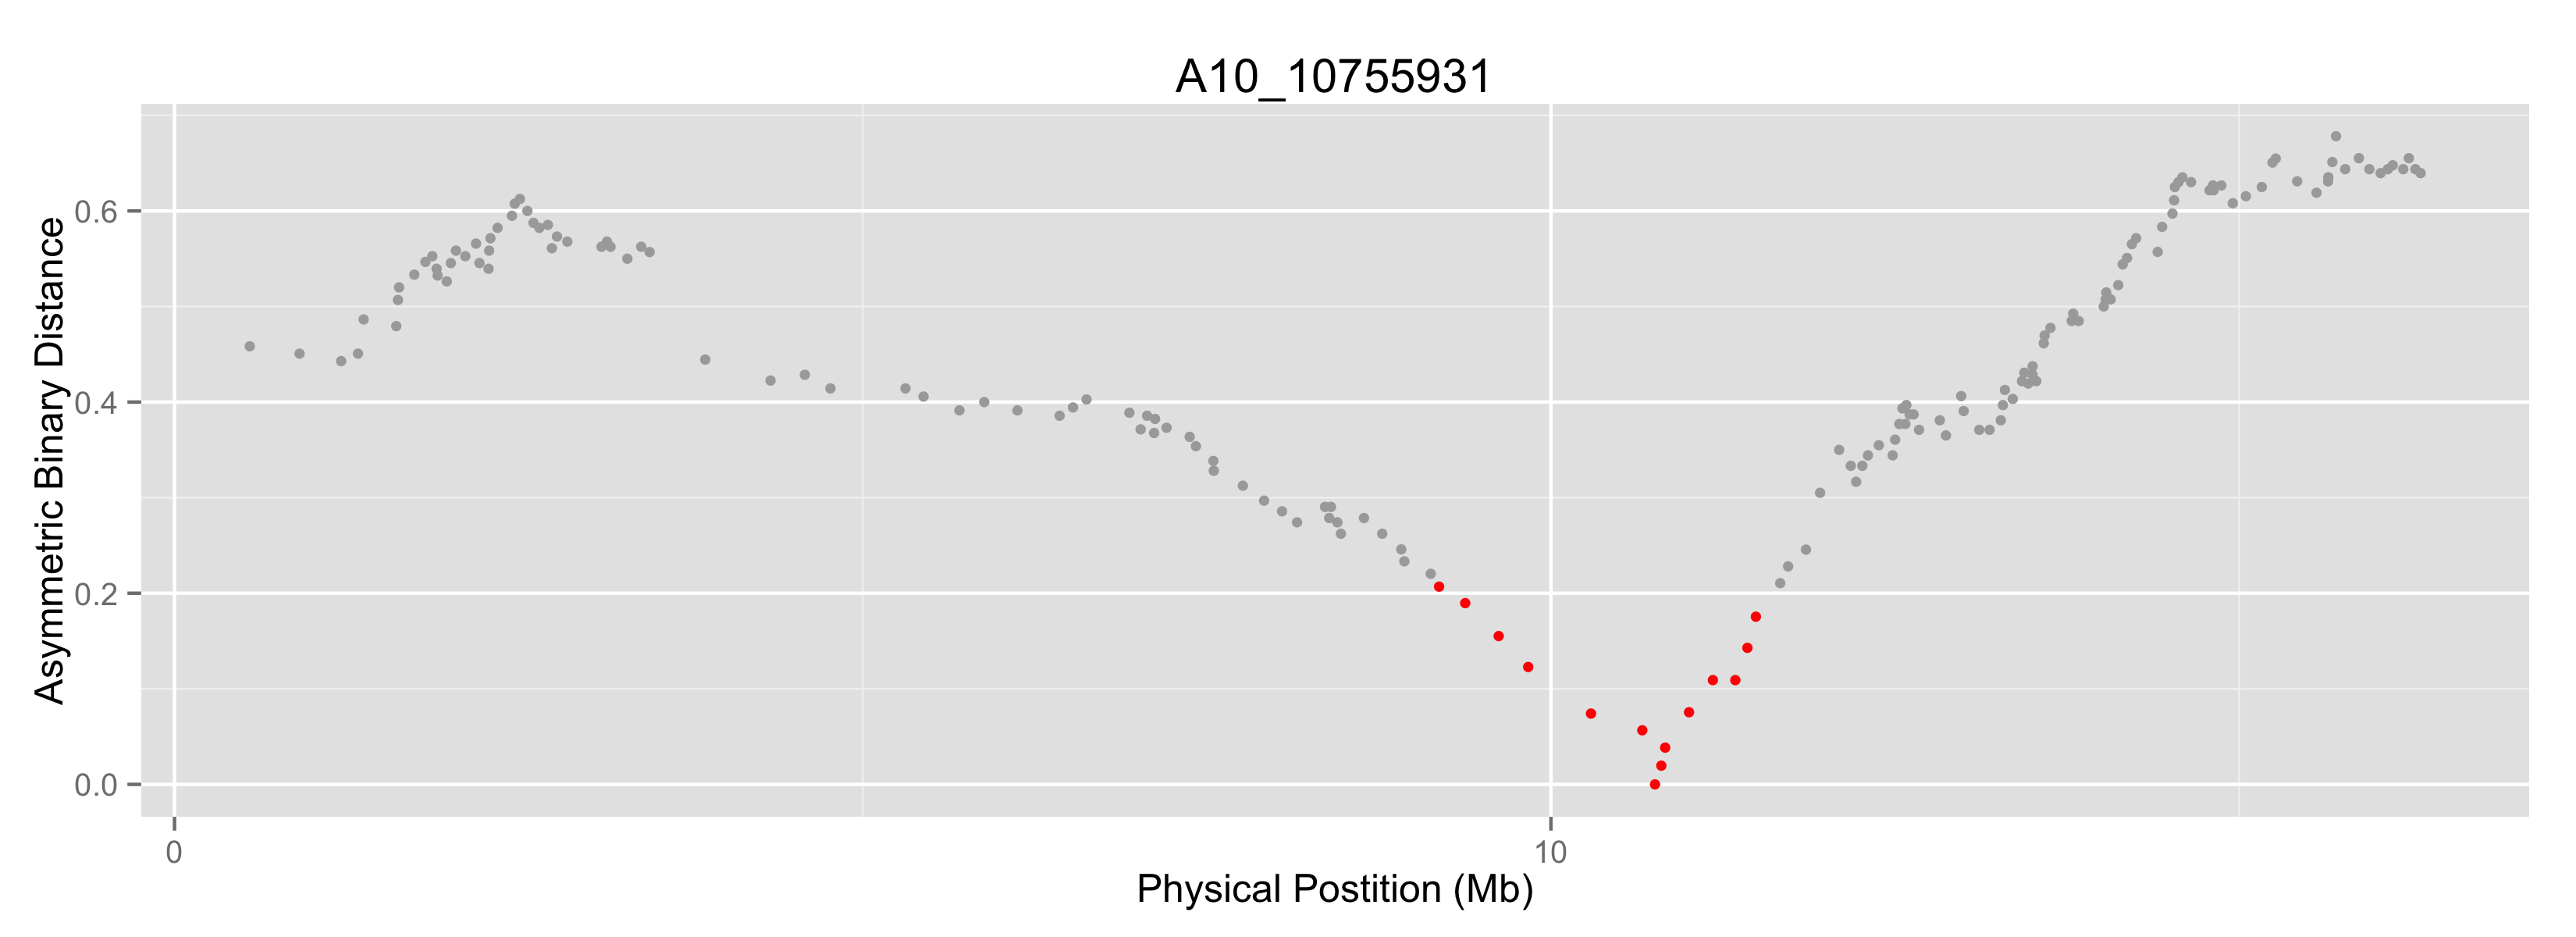 A10_10755931
Asymmetric Binary Distance
0.6
0.4
0.2
0.0
0
10
Physical Postition (Mb)